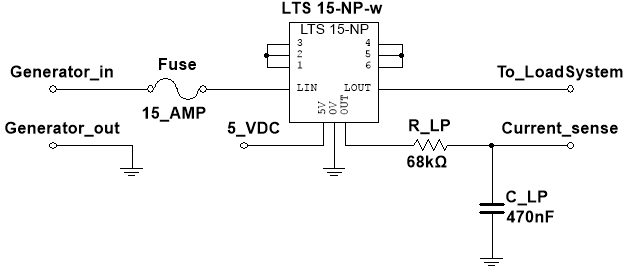 LTS 15-NP-w
LTS 15-NP
3 4
2 5
1 6
Generator_in Fuse LIN LOUT To_LoadSystem
15_AMP
5V 0V OUT
Generator_out 5_VDC R_LP Current_sense
68kΩ
C_LP
470nF